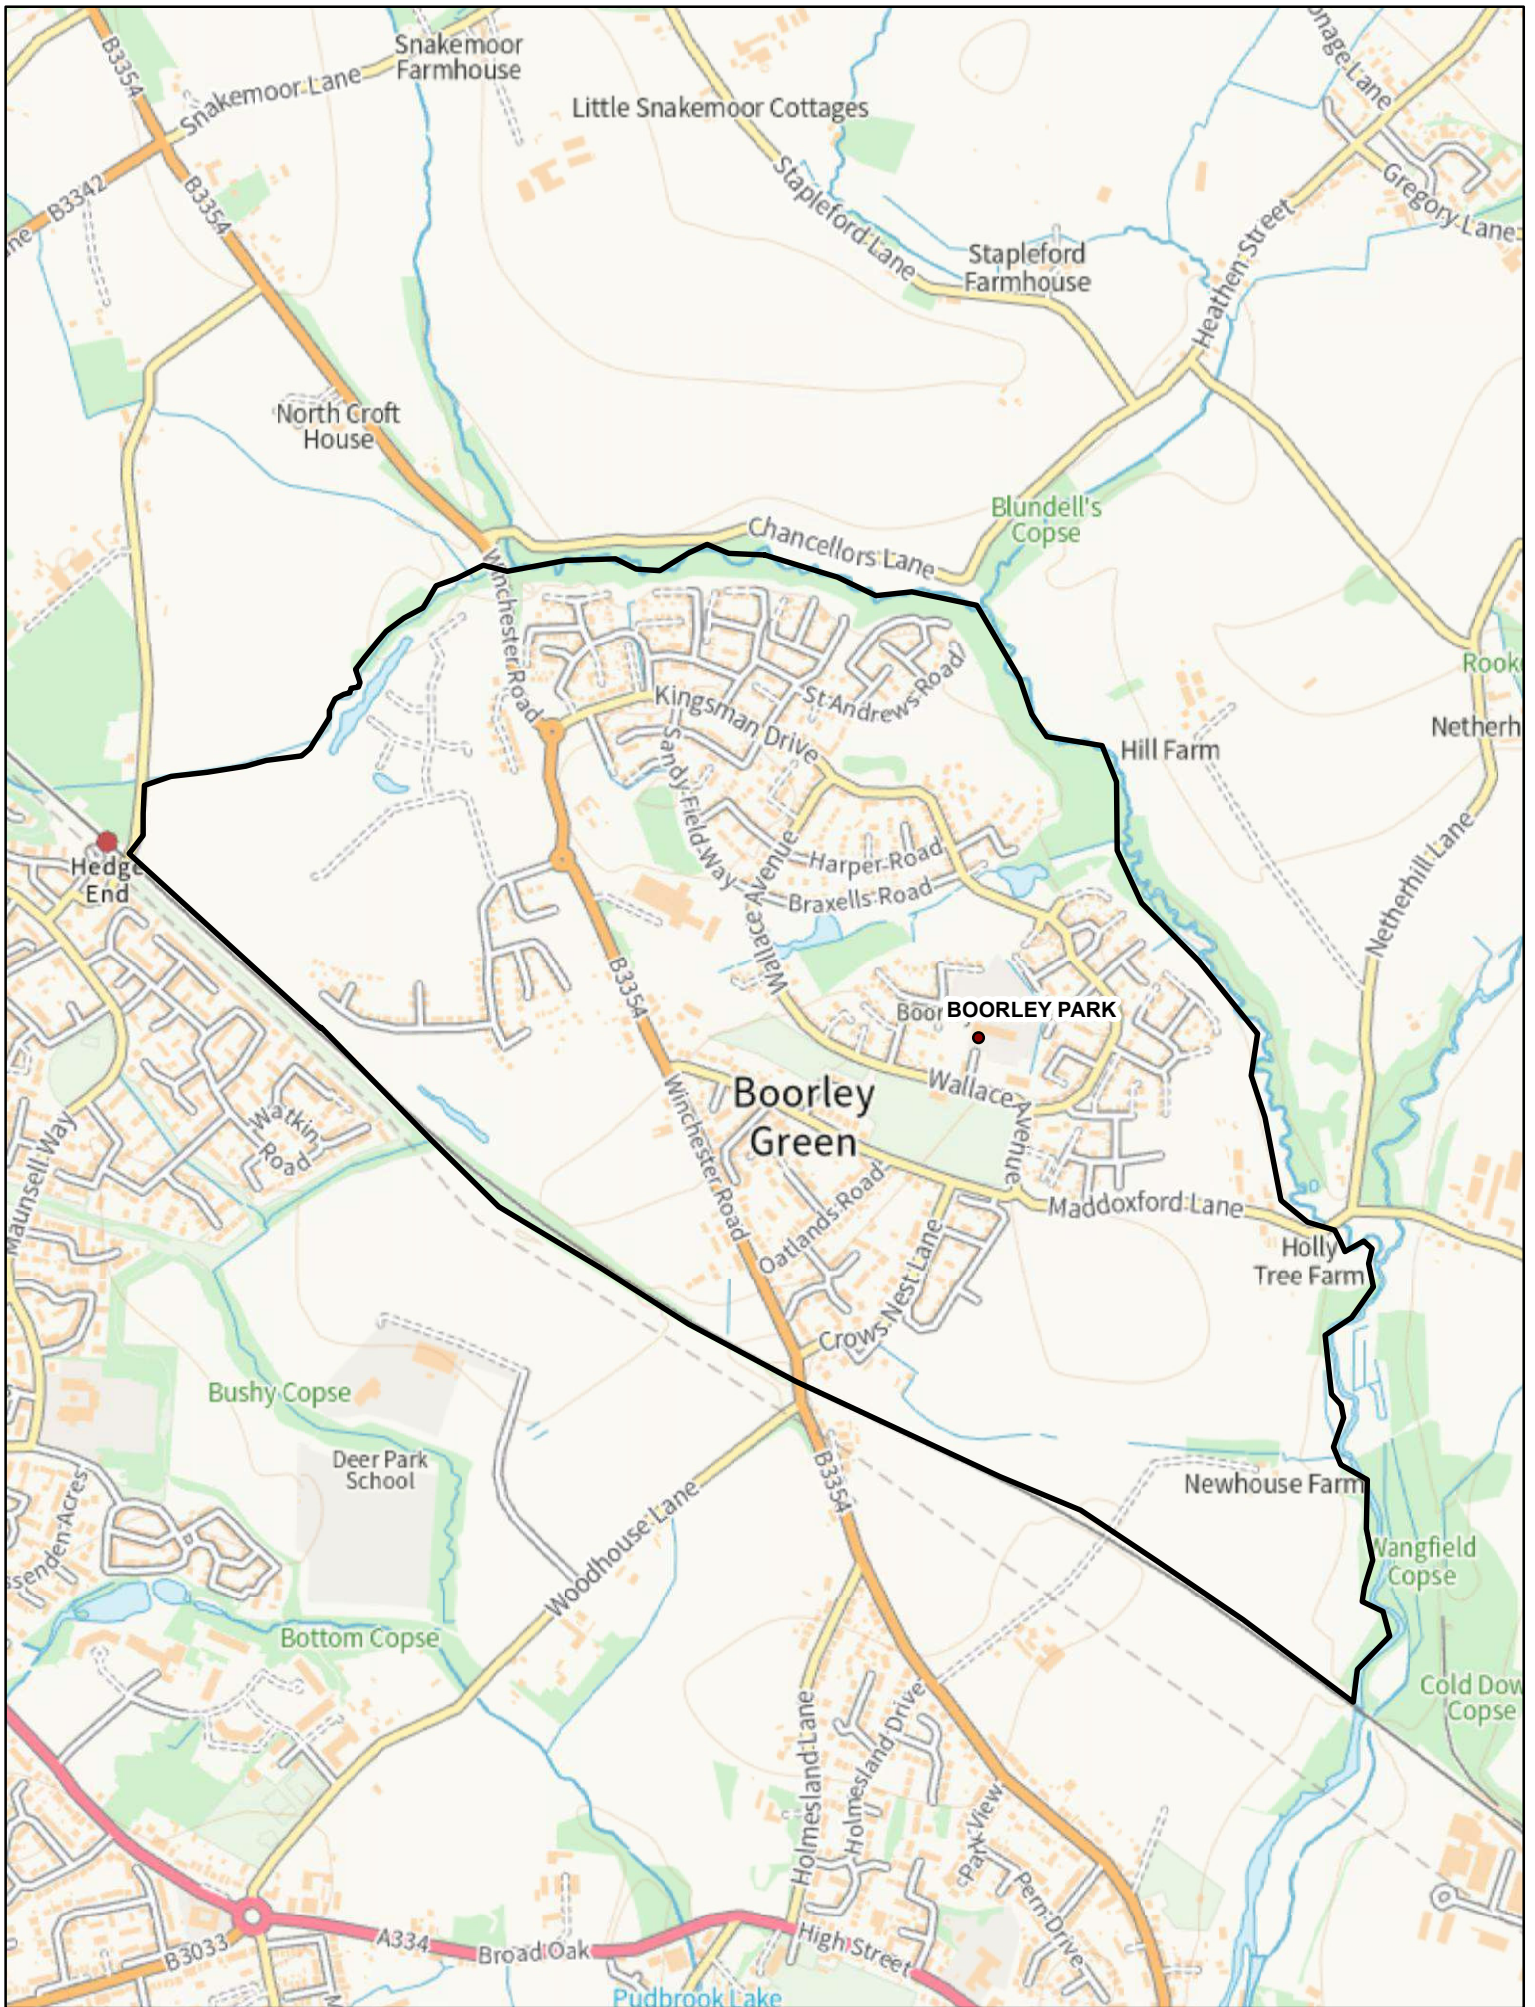 B3354
Snakemoor Lane
Snakemoor
Farmhouse
Little Snakemoor Cottages
Gregory Lane
B3342
B3354
Stapleford Lane
Stapleford
Farmhouse
Heathen Street
North Croft
House
Blundell's
Copse
Chancellors Lane
Winchester Road
Kingsman Drive
St Andrews Road
Sandy Field Way
Hill Farm
Hedge
End
Harper Road
Braxells Road
Wallace Avenue
Netherhill Lane
B3354
BOORLEY PARK
Boorley
Green
Wallace Avenue
Winchester Road
Watkin
Road
Maunsell Way
Oatlands Road
Maddoxford Lane
Holly
Tree Farm
Crows Nest Lane
Bushy Copse
Deer Park
School
B3354
Newhouse Farm
Woodhouse Lane
Wangfield
Copse
Bottom Copse
Holmesland Lane
Holmesland Drive
Copse
Park View
Pern Drive
A334
Broad Oak
High Street
B3033
Pudbrook Lake